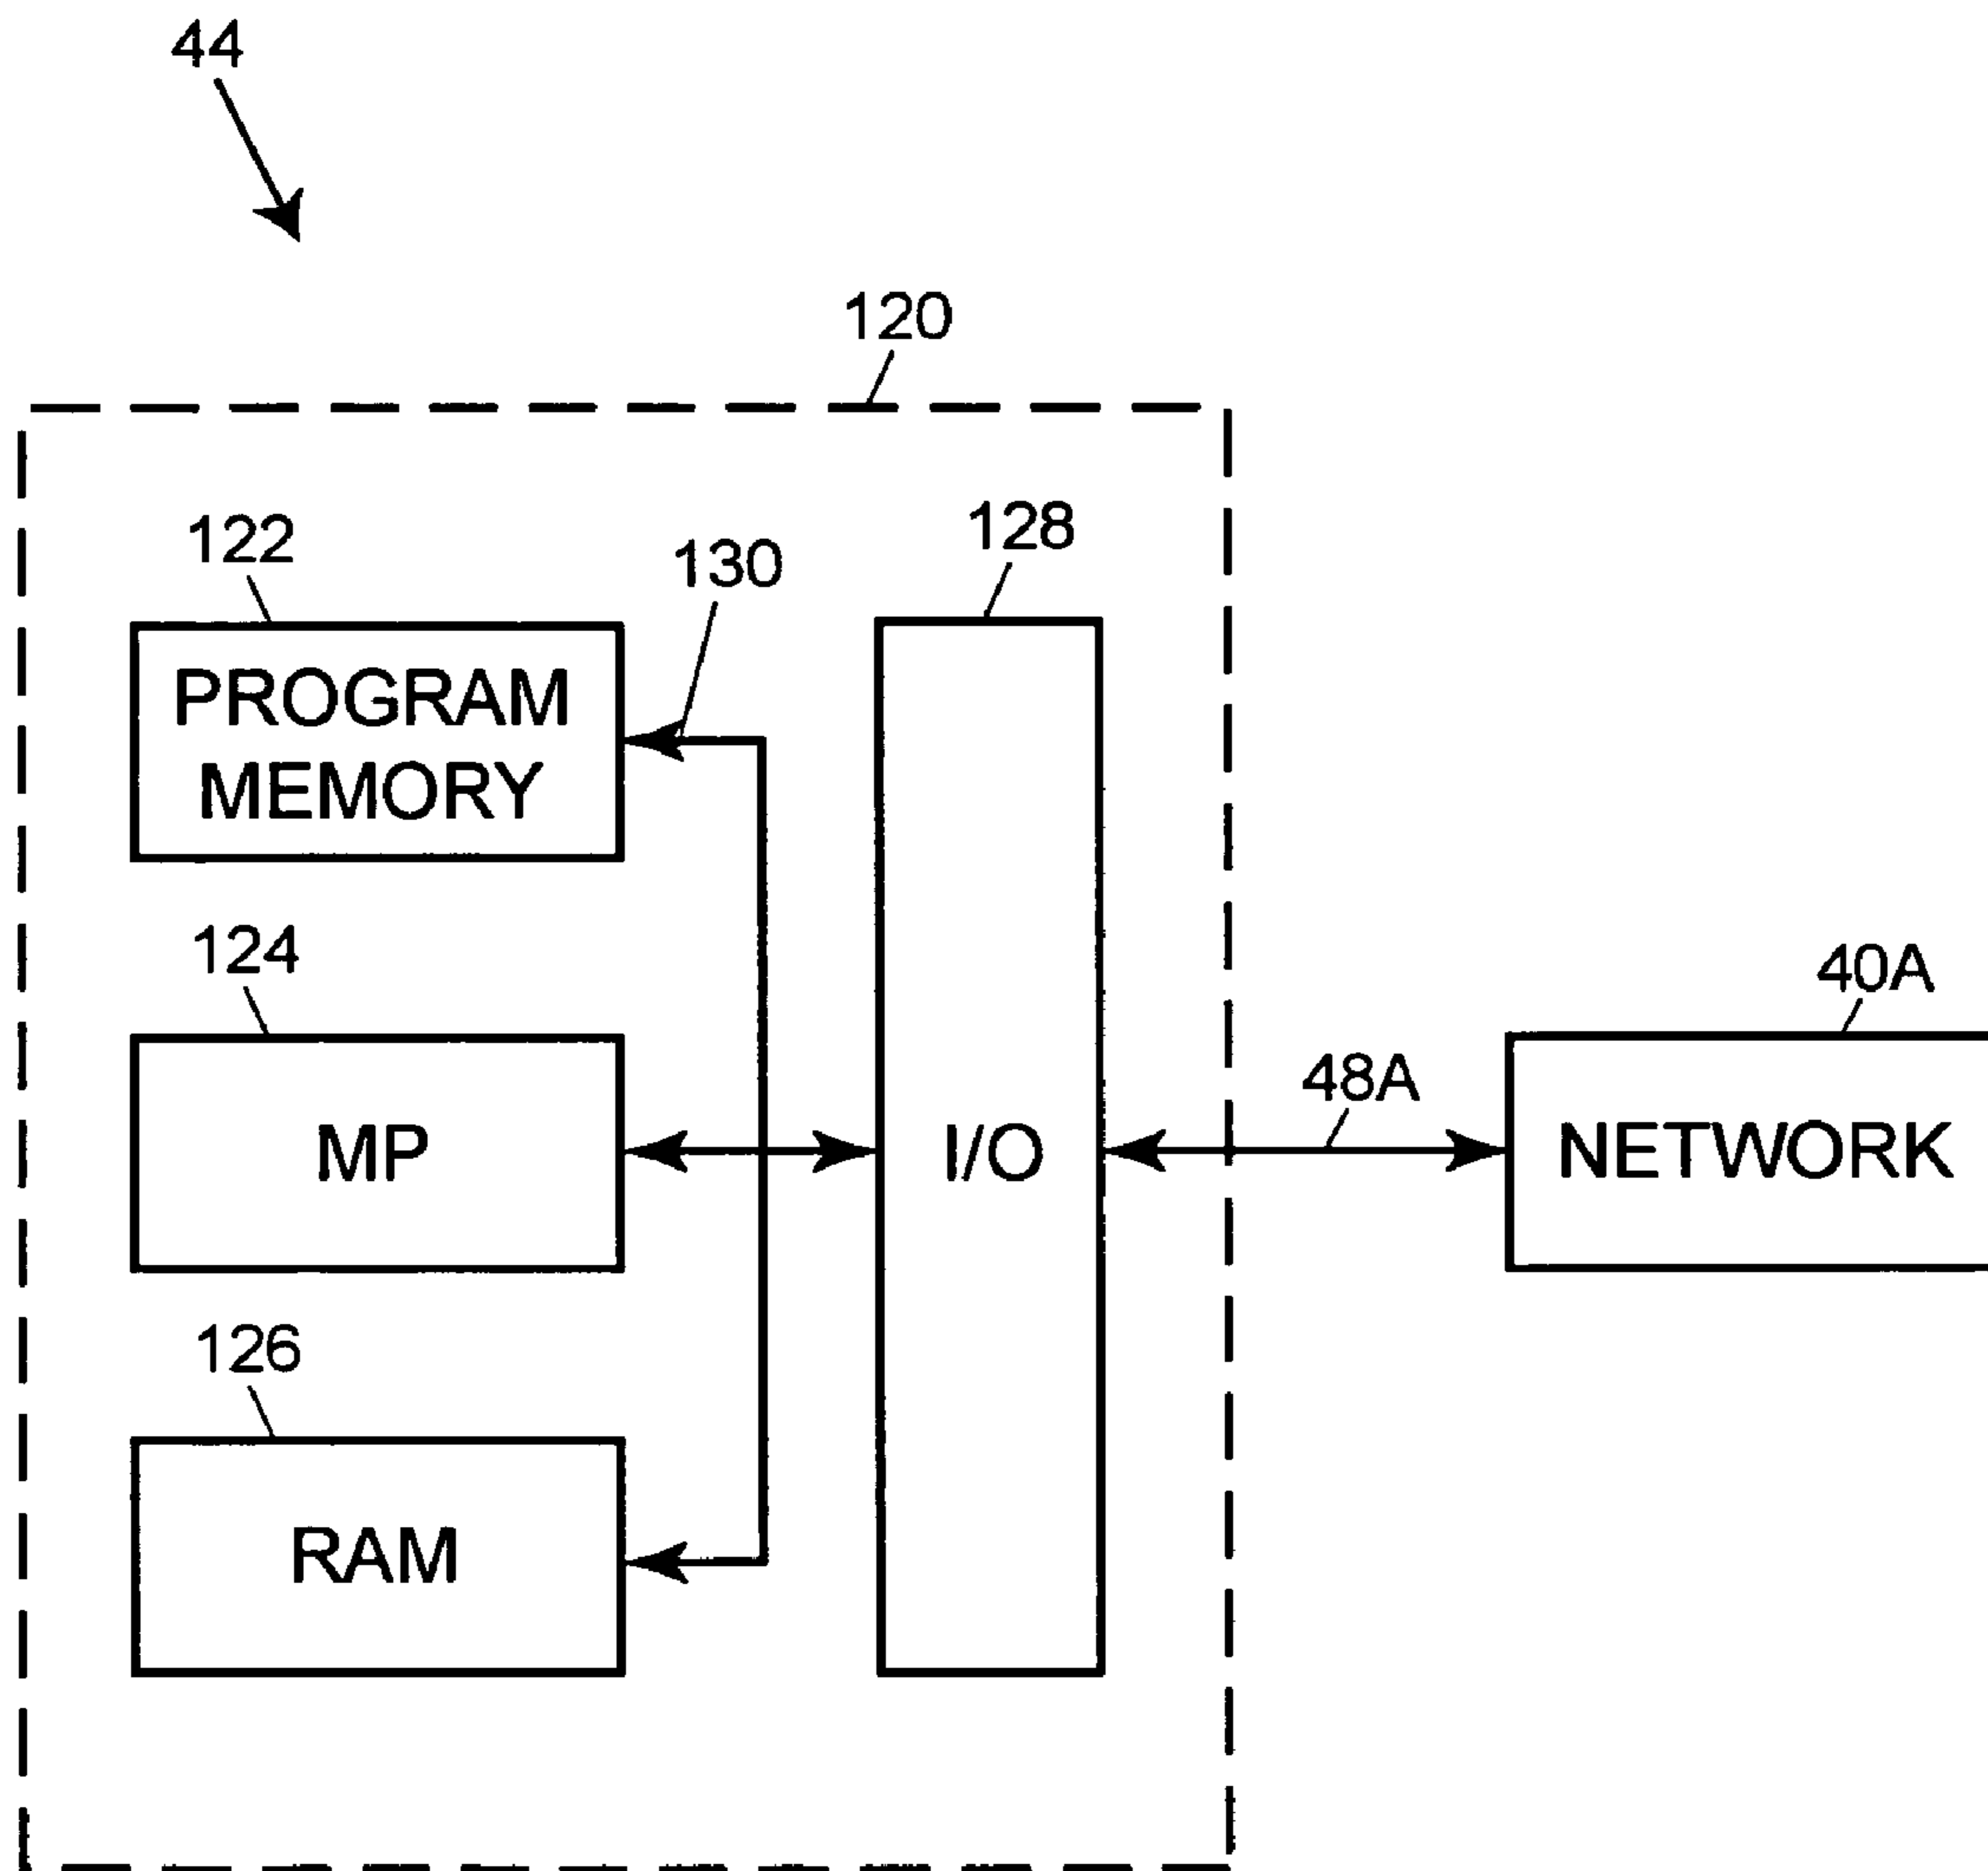 44
120
122
130
128
PROGRAM
MEMORY
124
40A
48A
MP
I/O
NETWORK
126
RAM